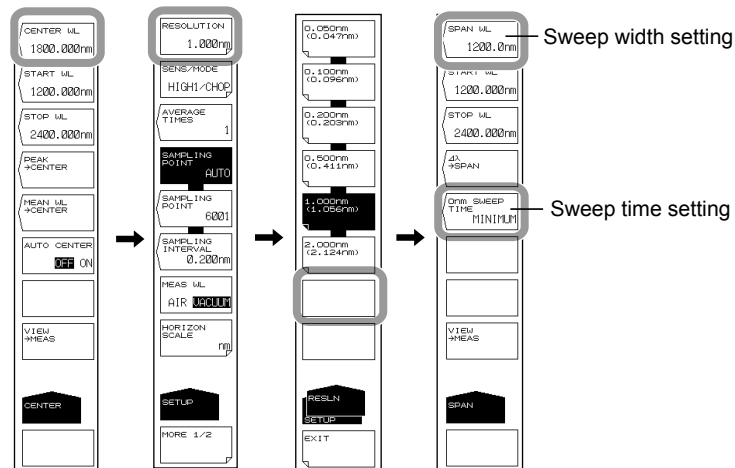 CENTER WL
1800.000nm
START WL
1200.000nm
STOP WL
2400.000nm
PEAK
→CENTER
MEAN WL
→CENTER
AUTO CENTER
OFF ON
VIEW
→MEAS
CENTER
RESOLUTION
1.000nm
SENS/MODE
HIGH1/CHOP
AVERAGE
TIMES
1
SAMPLING
POINT
AUTO
SAMPLING
POINT
6001
SAMPLING
INTERVAL
0.200nm
MEAS WL
AIR VACUUM
HORIZON
SCALE
nm
SETUP
MORE 1/2
0.050nm
(0.047nm)
0.100nm
(0.096nm)
0.200nm
(0.203nm)
0.500nm
(0.411nm)
1.000nm
(1.056nm)
2.000nm
(2.124nm)
RESLN
SETUP
EXIT
SPAN WL
1200.0nm
START WL
1200.000nm
STOP WL
2400.000nm
Δλ
→SPAN
0nm SWEEP
TIME
MINIMUM
VIEW
→MEAS
SPAN
Sweep width setting
Sweep time setting